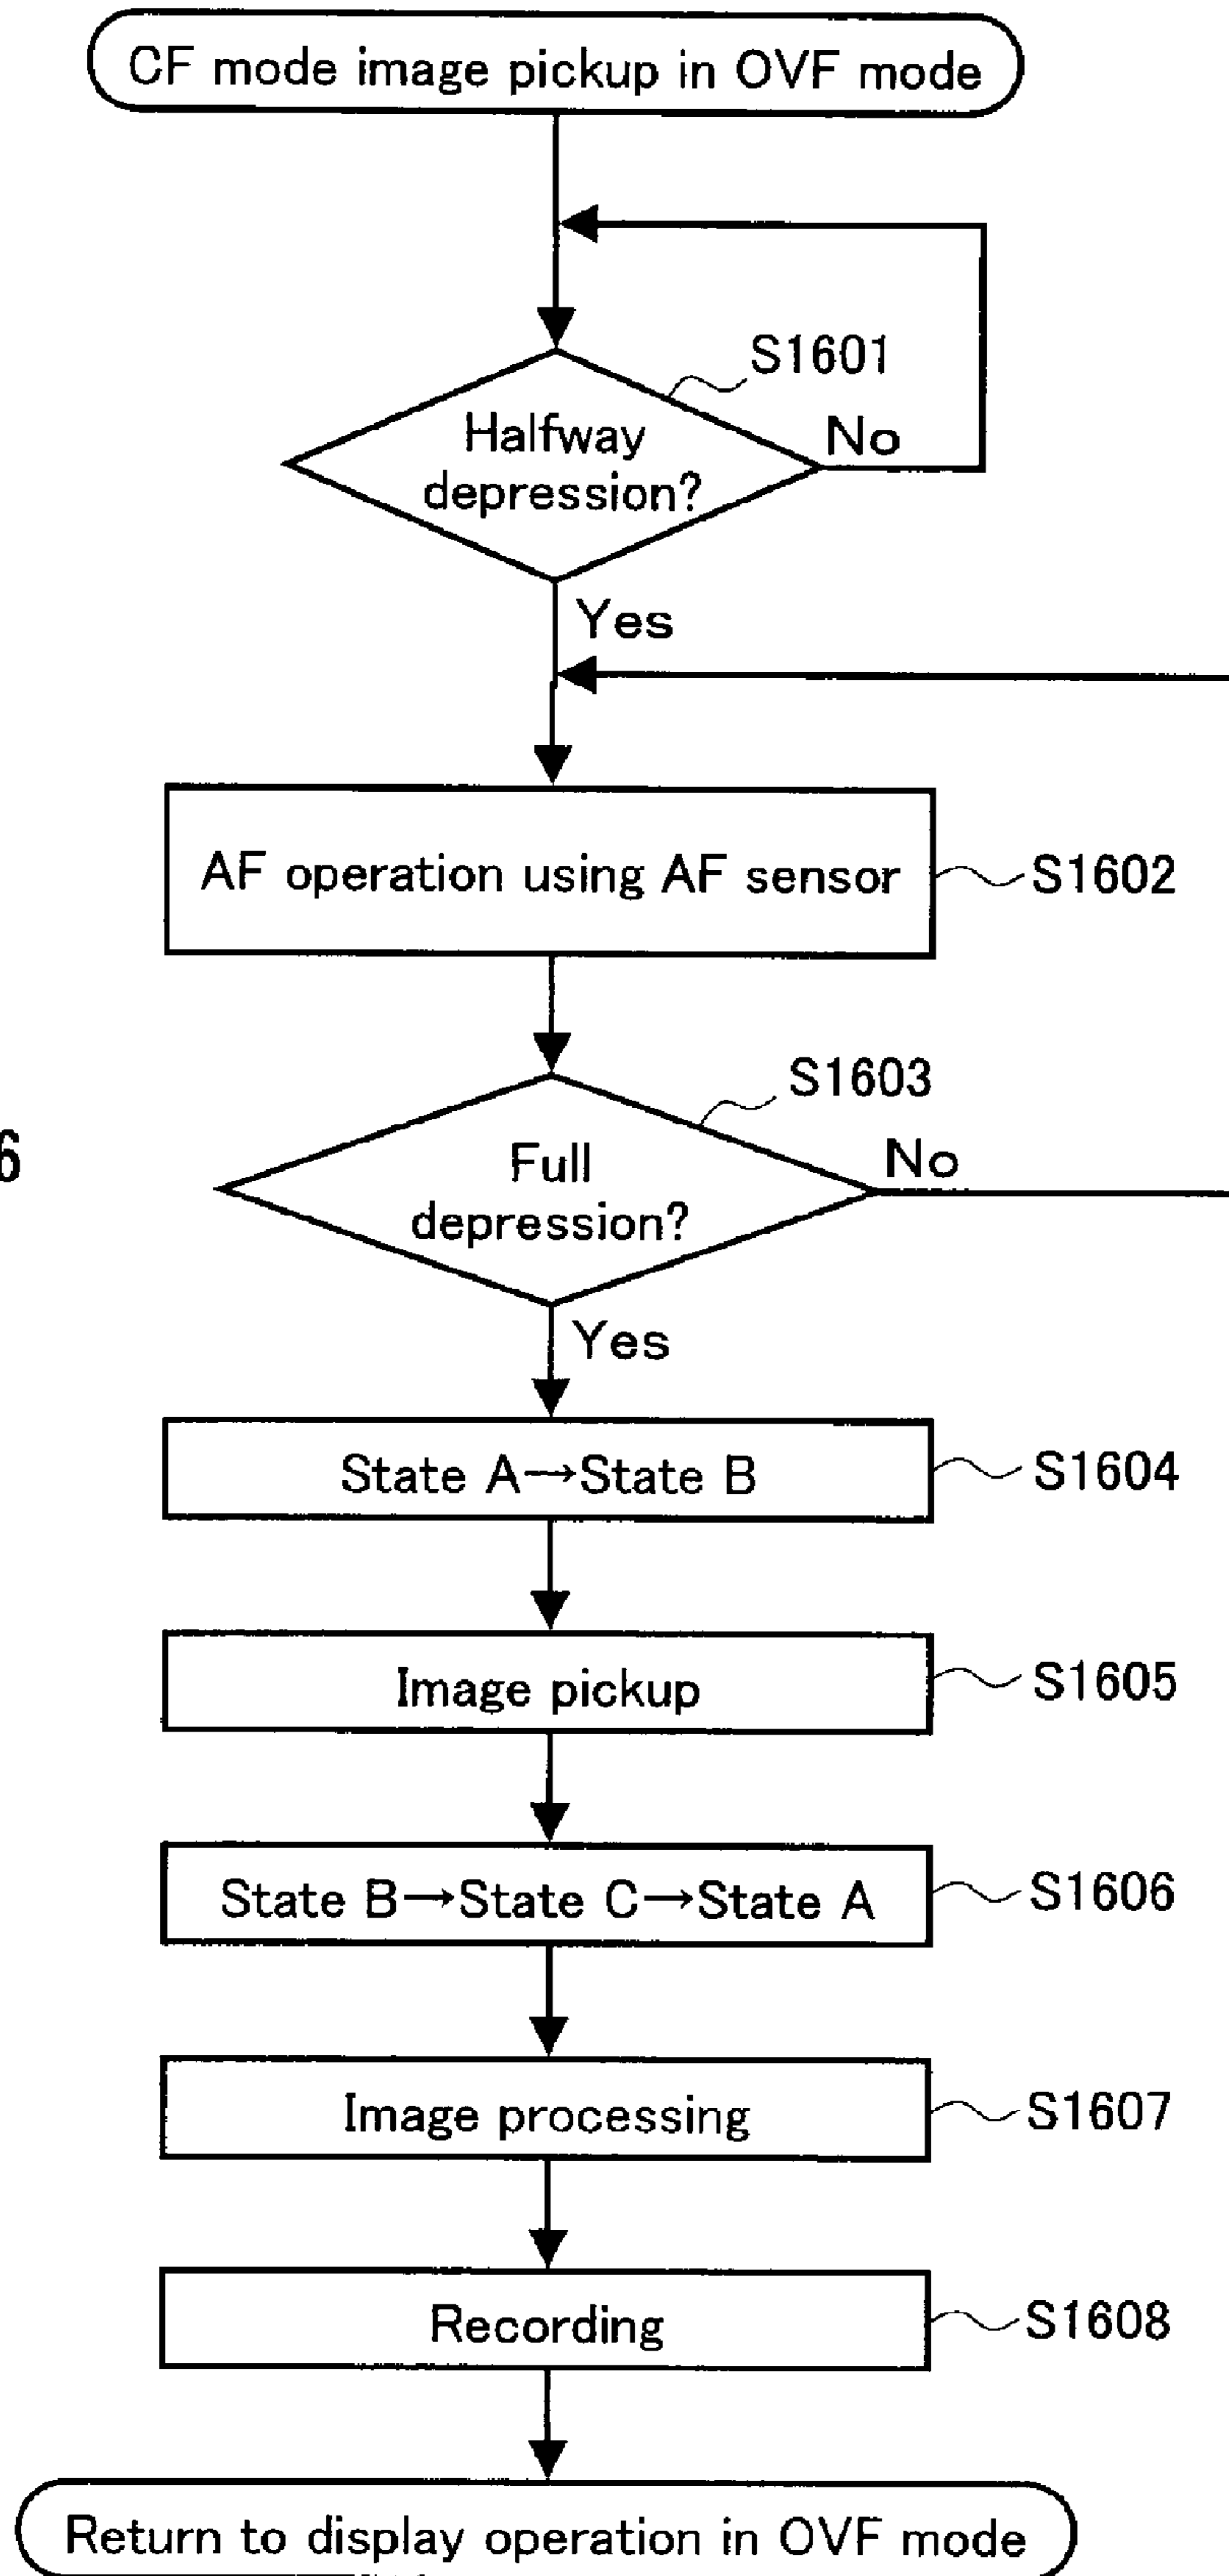 CF mode image pickup in OVF mode
S1601
Halfway
depression?
No
Yes
AF operation using AF sensor
S1602
S1603
6
Full
depression?
No
Yes
State A→State B
S1604
Image pickup
S1605
State B→State C→State A
S1606
Image processing
S1607
Recording
S1608
Return to display operation in OVF mode